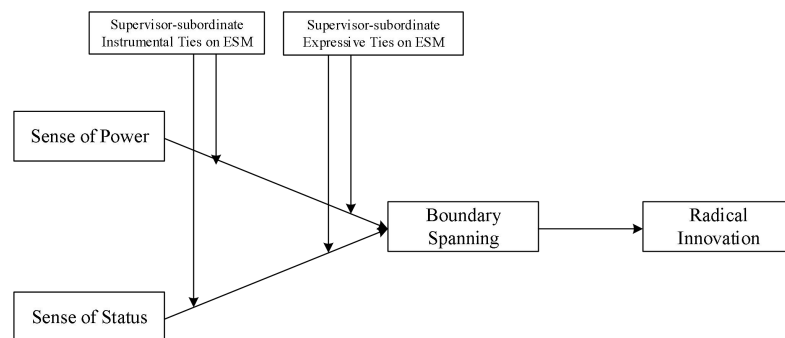 Supervisor-subordinate
Instrumental Ties on ESM
Supervisor-subordinate
Expressive Ties on ESM
Sense of Power
Boundary
Spanning
Radical
Innovation
Sense of Status